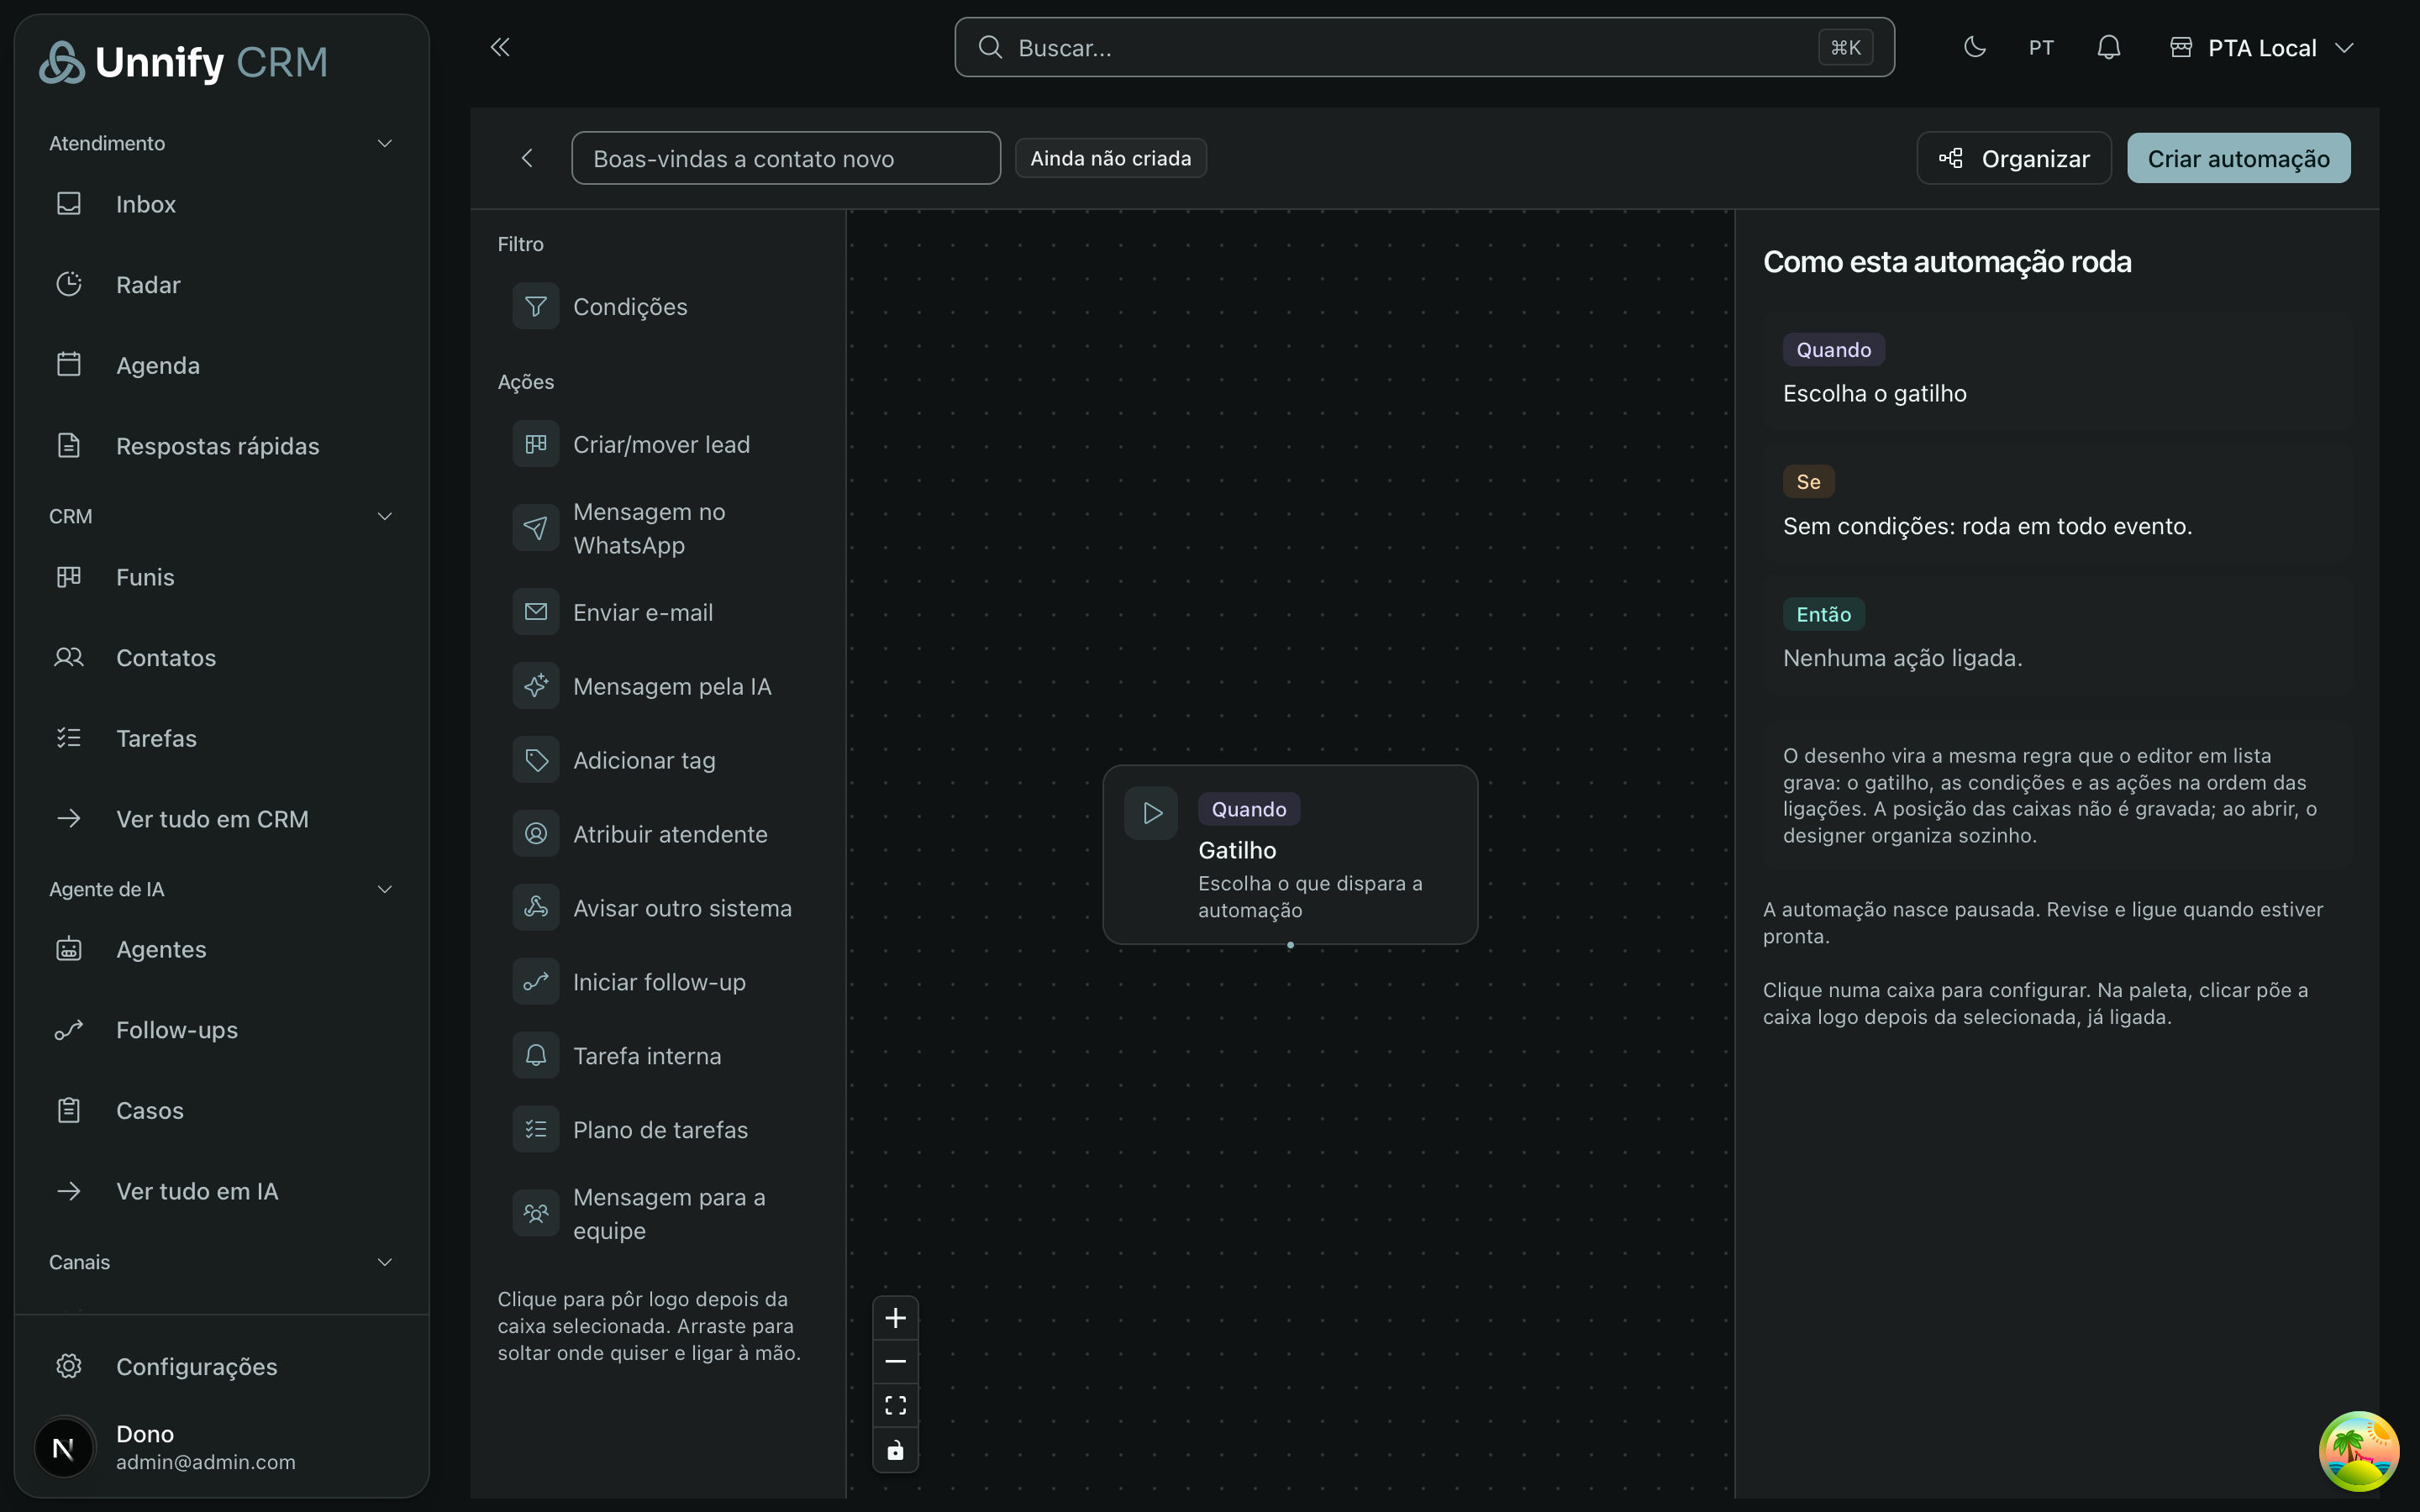 Unnify CRM
Atendimento
Inbox
Radar
Agenda
Respostas rápidas
CRM
Funis
Contatos
Tarefas
Ver tudo em CRM
Agente de IA
Agentes
Follow-ups
Casos
Ver tudo em IA
Canais
Configurações
N
Dono
admin@admin.com
Buscar...
⌘K
PT
PTA Local
Boas-vindas a contato novo
Ainda não criada
Organizar
Criar automação
Filtro
Condições
Ações
Criar/mover lead
Mensagem no
WhatsApp
Enviar e-mail
Mensagem pela IA
Adicionar tag
Atribuir atendente
Avisar outro sistema
Iniciar follow-up
Tarefa interna
Plano de tarefas
Mensagem para a
equipe
Clique para pôr logo depois da
caixa selecionada. Arraste para
soltar onde quiser e ligar à mão.
Quando
Gatilho
Escolha o que dispara a
automação
Como esta automação roda
Quando
Escolha o gatilho
Se
Sem condições: roda em todo evento.
Então
Nenhuma ação ligada.
O desenho vira a mesma regra que o editor em lista
grava: o gatilho, as condições e as ações na ordem das
ligações. A posição das caixas não é gravada; ao abrir, o
designer organiza sozinho.
A automação nasce pausada. Revise e ligue quando estiver
pronta.
Clique numa caixa para configurar. Na paleta, clicar põe a
caixa logo depois da selecionada, já ligada.